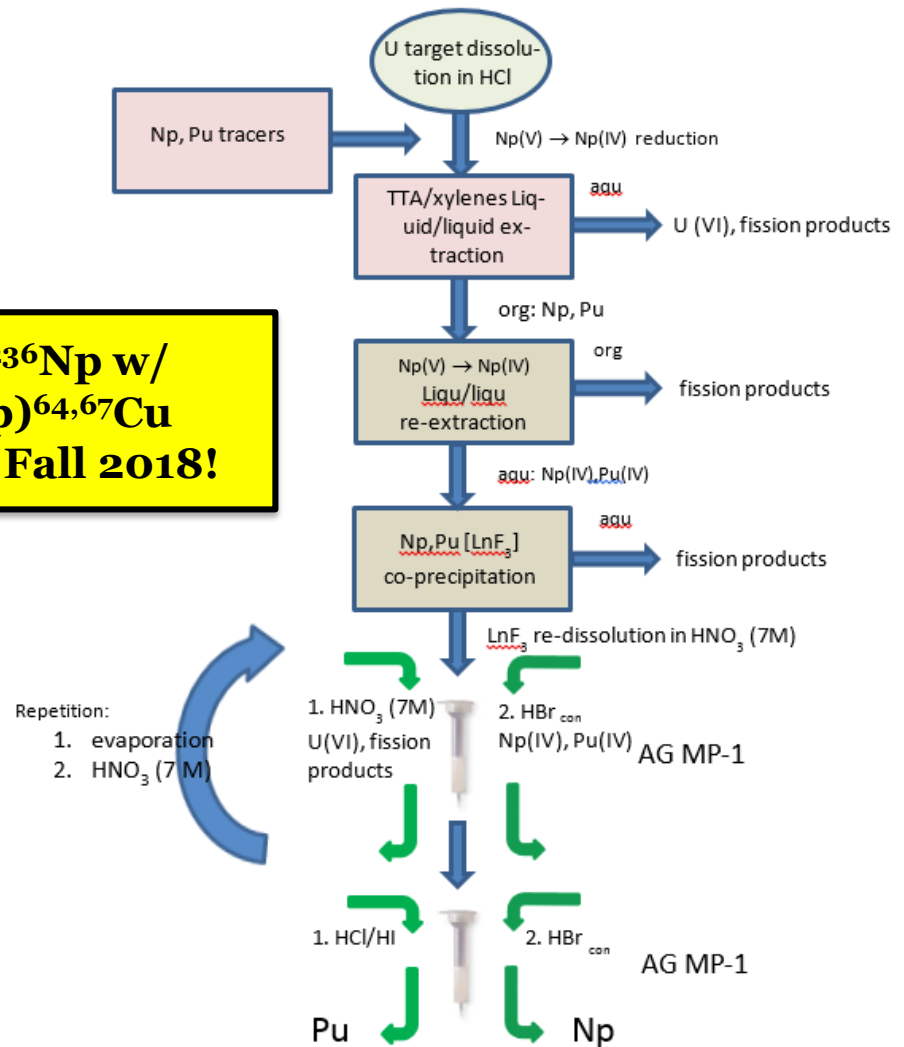 U target dissolu-
tion in HCl
Np, Pu tracers
Np(V) → Np(IV) reduction
TTA/xylenes Liq-
uid/liquid ex-
traction
aqu
U (VI), fission products
org: Np, Pu
36Np w/
p)64,67Cu
Fall 2018!
Np(V) → Np(IV)
Liqu/liqu
re-extraction
org
fission products
aqu: Np(IV),Pu(IV)
Np,Pu [LnF3]
co-precipitation
aqu
fission products
LnF3 re-dissolution in HNO3 (7M)
Repetition:
1. evaporation
2. HNO3 (7 M)
1. HNO3 (7M)
U(VI), fission
products
2. HBr con
Np(IV), Pu(IV)
AG MP-1
1. HCl/HI
2. HBr con
AG MP-1
Pu
Np